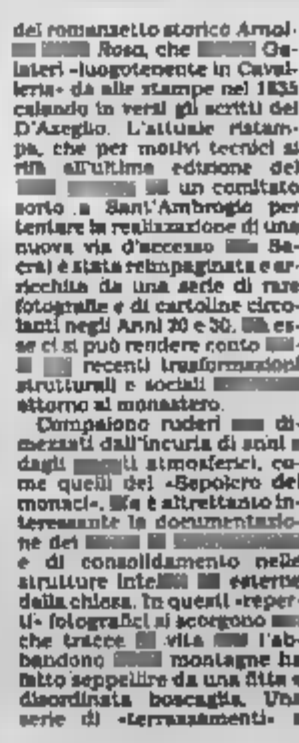 del romanzetto storico Arnol-
Rosa, che Gu-
lateri «luogotenente in Caval-
leria» da alle stampe nel 1835
calando in versi gli scritti del
D'Azeglio. L'attuale ristam-
pa, che per motivi tecnici si
rifà all'ultima edizione del
un comitato
sorto a Sant'Ambrogio per
tentare la realizzazione di una
nuova via d'accesso Sa-
cra) è stata reimpaginata e ar-
ricchita da una serie di rare
fotografie e di cartoline circo-
lanti negli Anni 20 e 30. es-
se ci si può rendere conto
recenti trasformazioni
strutturali e sociali
attorno al monastero.
Compaiono ruderi di-
mezzati dall'incuria di anni e
dagli atmosferici, co-
me quelli del «Sepolcro dei
monaci». è altrettanto in-
teressante la documentazio-
ne dei
e di consolidamento nelle
strutture esterne
della chiesa. In questi «reper-
ti» fotografici si scorgono
che tracce vita l'ab-
bandono montagne ha
fatto seppellire da una fitta e
disordinata boscaglia. Una
serie di «terrazzamenti» a